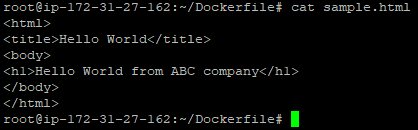 root@ip-172-31-27-162:~/Dockerfile# cat sample.html
<html>
<title>Hello World</title>
<body>
<h1>Hello World from ABC company</h1>
</body>
</html>
root@ip-172-31-27-162:~/Dockerfile#